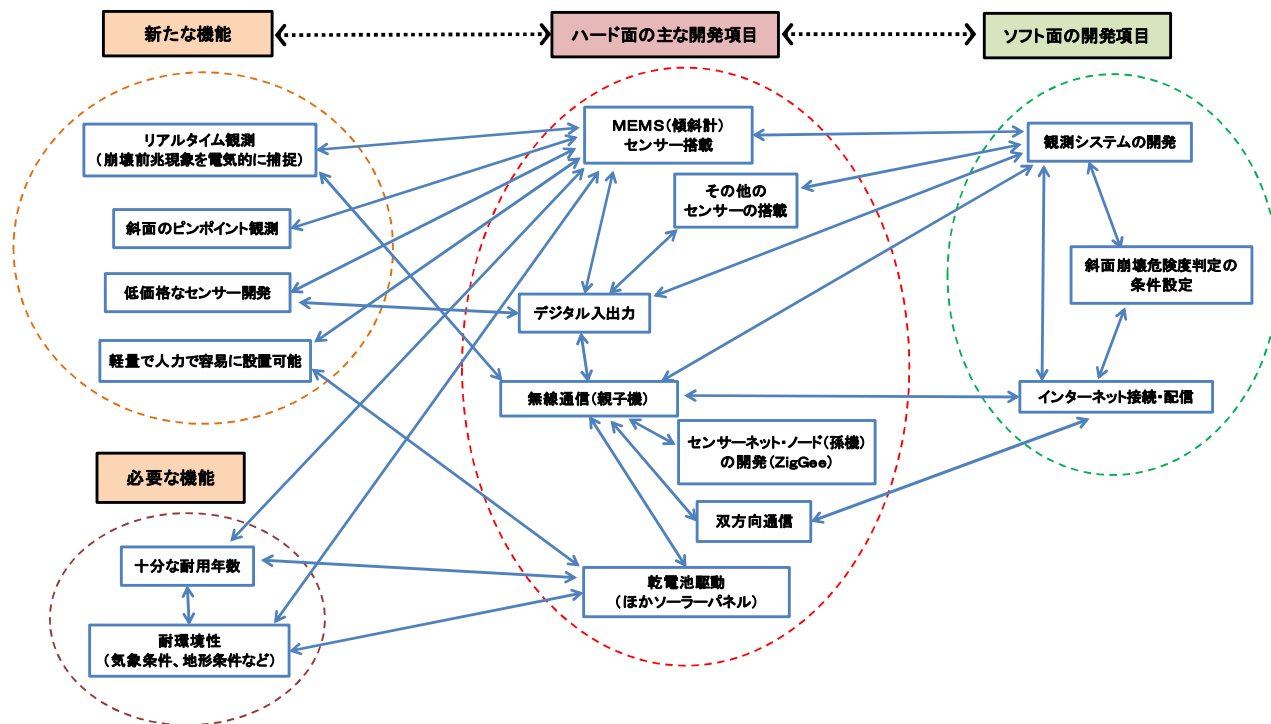 新たな機能
ハード面の主な開発項目
ソフト面の開発項目
リアルタイム観測
(崩壊前兆現象を電気的に捕捉)
斜面のピンポイント観測
低価格なセンサー開発
軽量で人力で容易に設置可能
必要な機能
十分な耐用年数
耐環境性
(気象条件、地形条件など)
MEMS(傾斜計)
センサー搭載
その他の
センサーの搭載
デジタル入出力
無線通信(親子機)
センサーネット・ノード(孫機)
の開発(ZigGee)
双方向通信
乾電池駆動
(ほかソーラーパネル)
観測システムの開発
斜面崩壊危険度判定の
条件設定
インターネット接続・配信